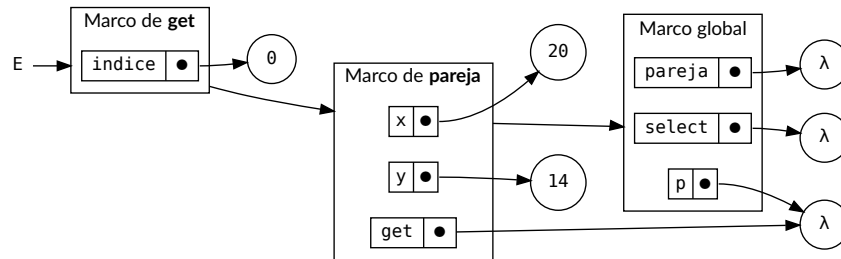 Marco de get
E
indice
0
Marco de pareja
x
20
y
14
get
Marco global
pareja
λ
select
λ
p
λ